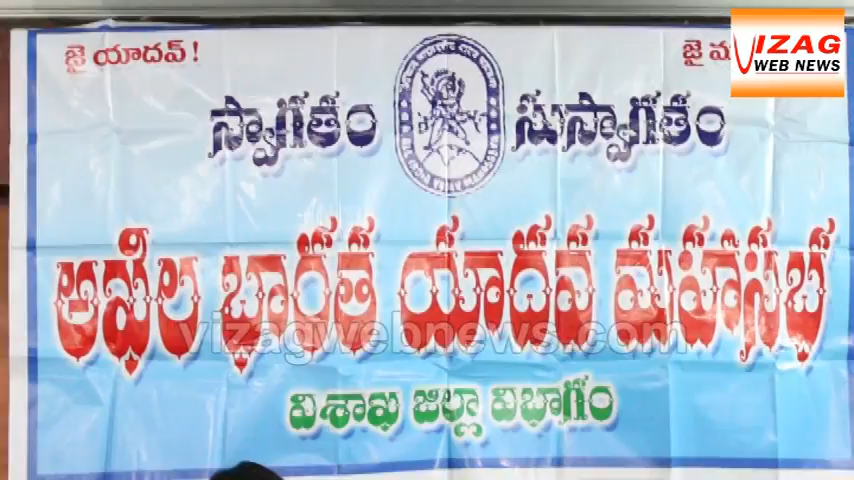 జై యాదవ్ !
జై మా
VIZAG
WEB NEWS
స్వాగతం సుస్వాగతం
అఖిల భారత యాదవ మహాసభ
vizagwebnews.com
విశాఖ జిల్లా విభాగం